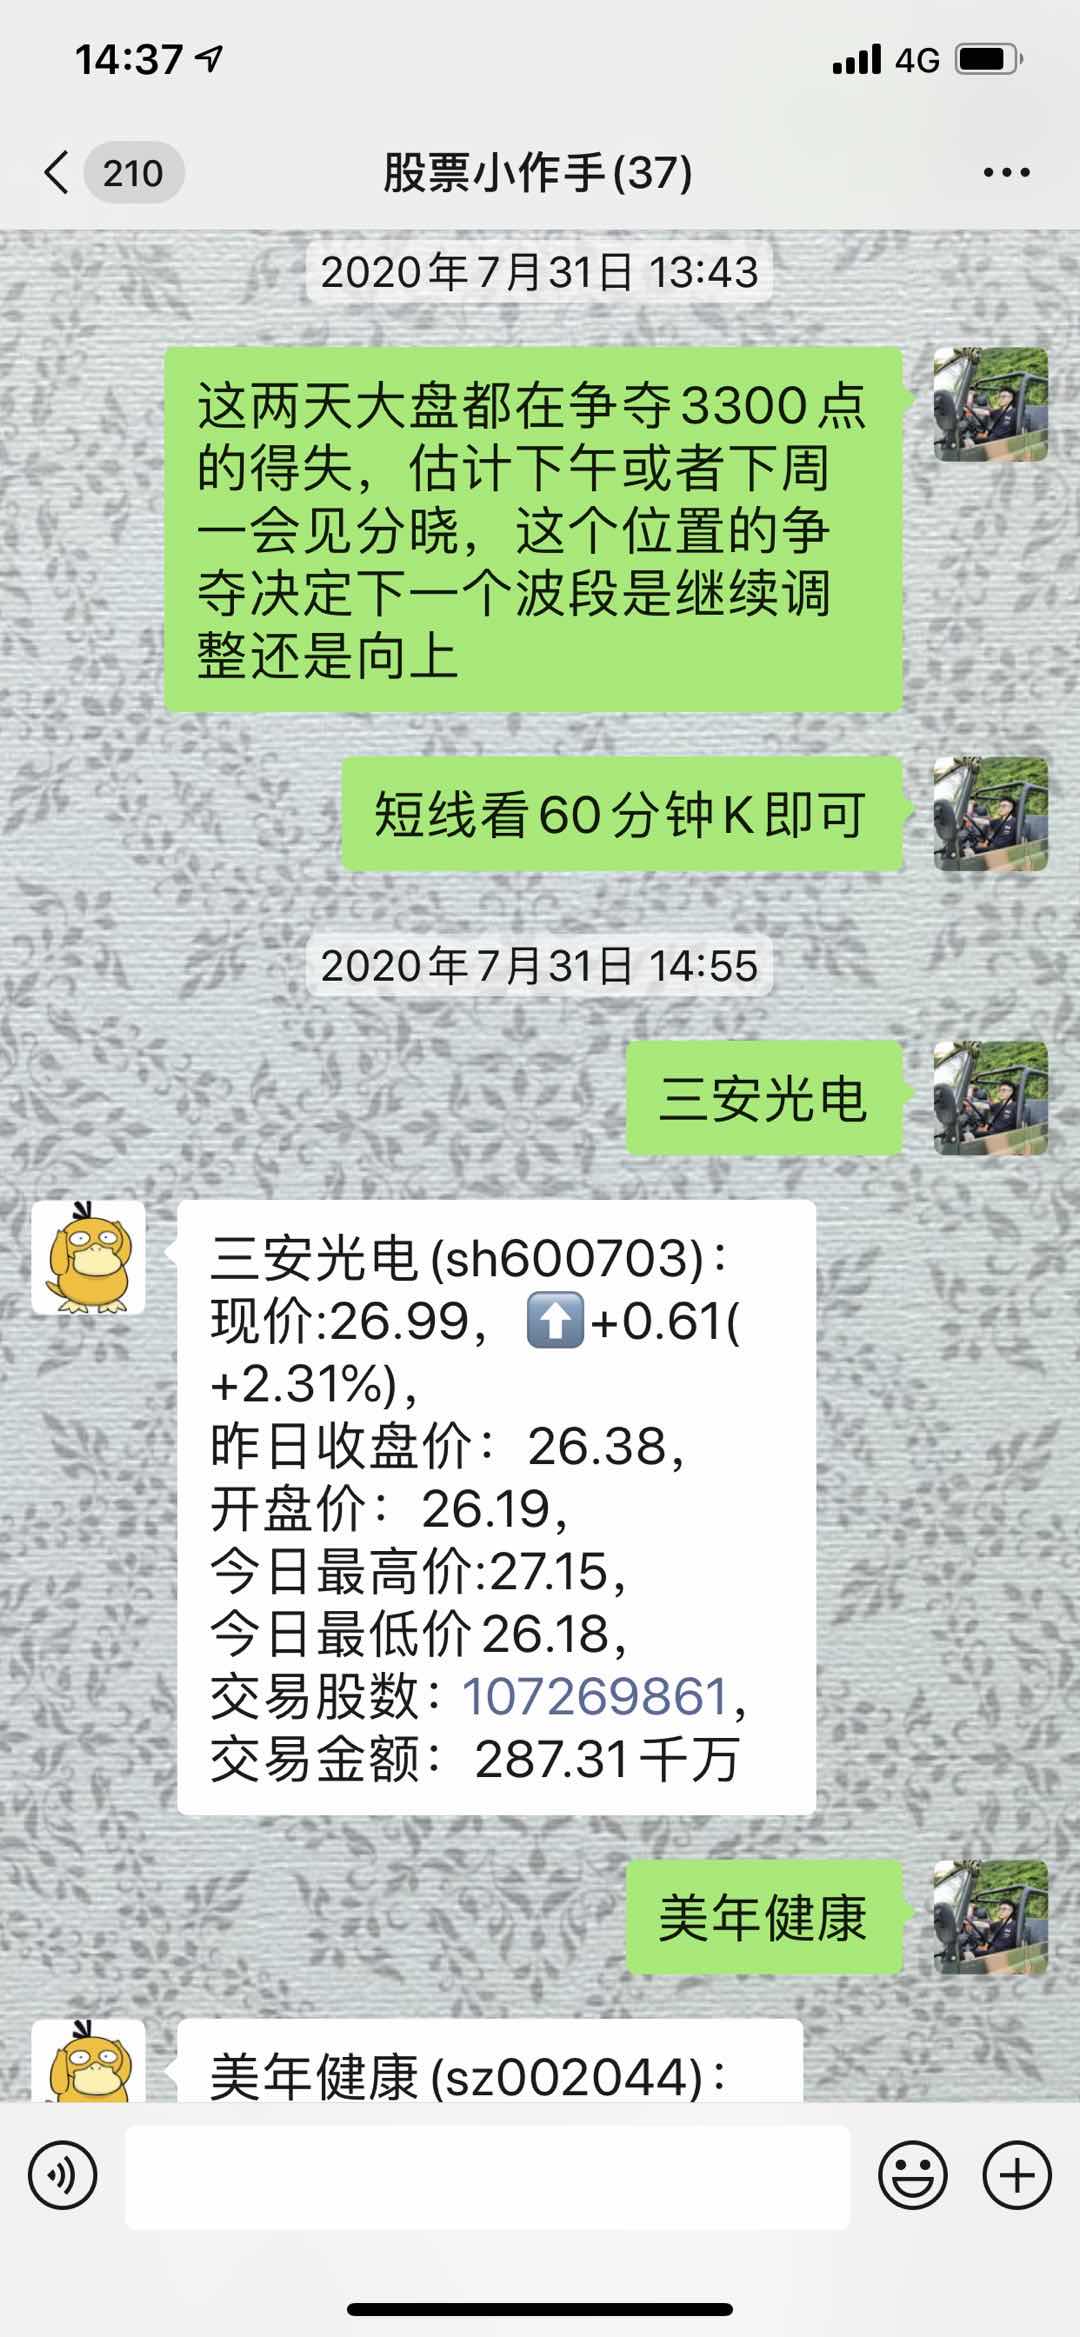 14:37
4G
210
股票小作手(37)
2020年7月31日 13:43
这两天大盘都在争夺3300点
的得失，估计下午或者下周
一会见分晓，这个位置的争
夺决定下一个波段是继续调
整还是向上
短线看60分钟K即可
2020年7月31日 14:55
三安光电
三安光电(sh600703)：
现价:26.99，⬆️+0.61(
+2.31%)，
昨日收盘价：26.38，
开盘价：26.19，
今日最高价:27.15，
今日最低价26.18，
交易股数：107269861，
交易金额：287.31千万
美年健康
美年健康(sz002044)：